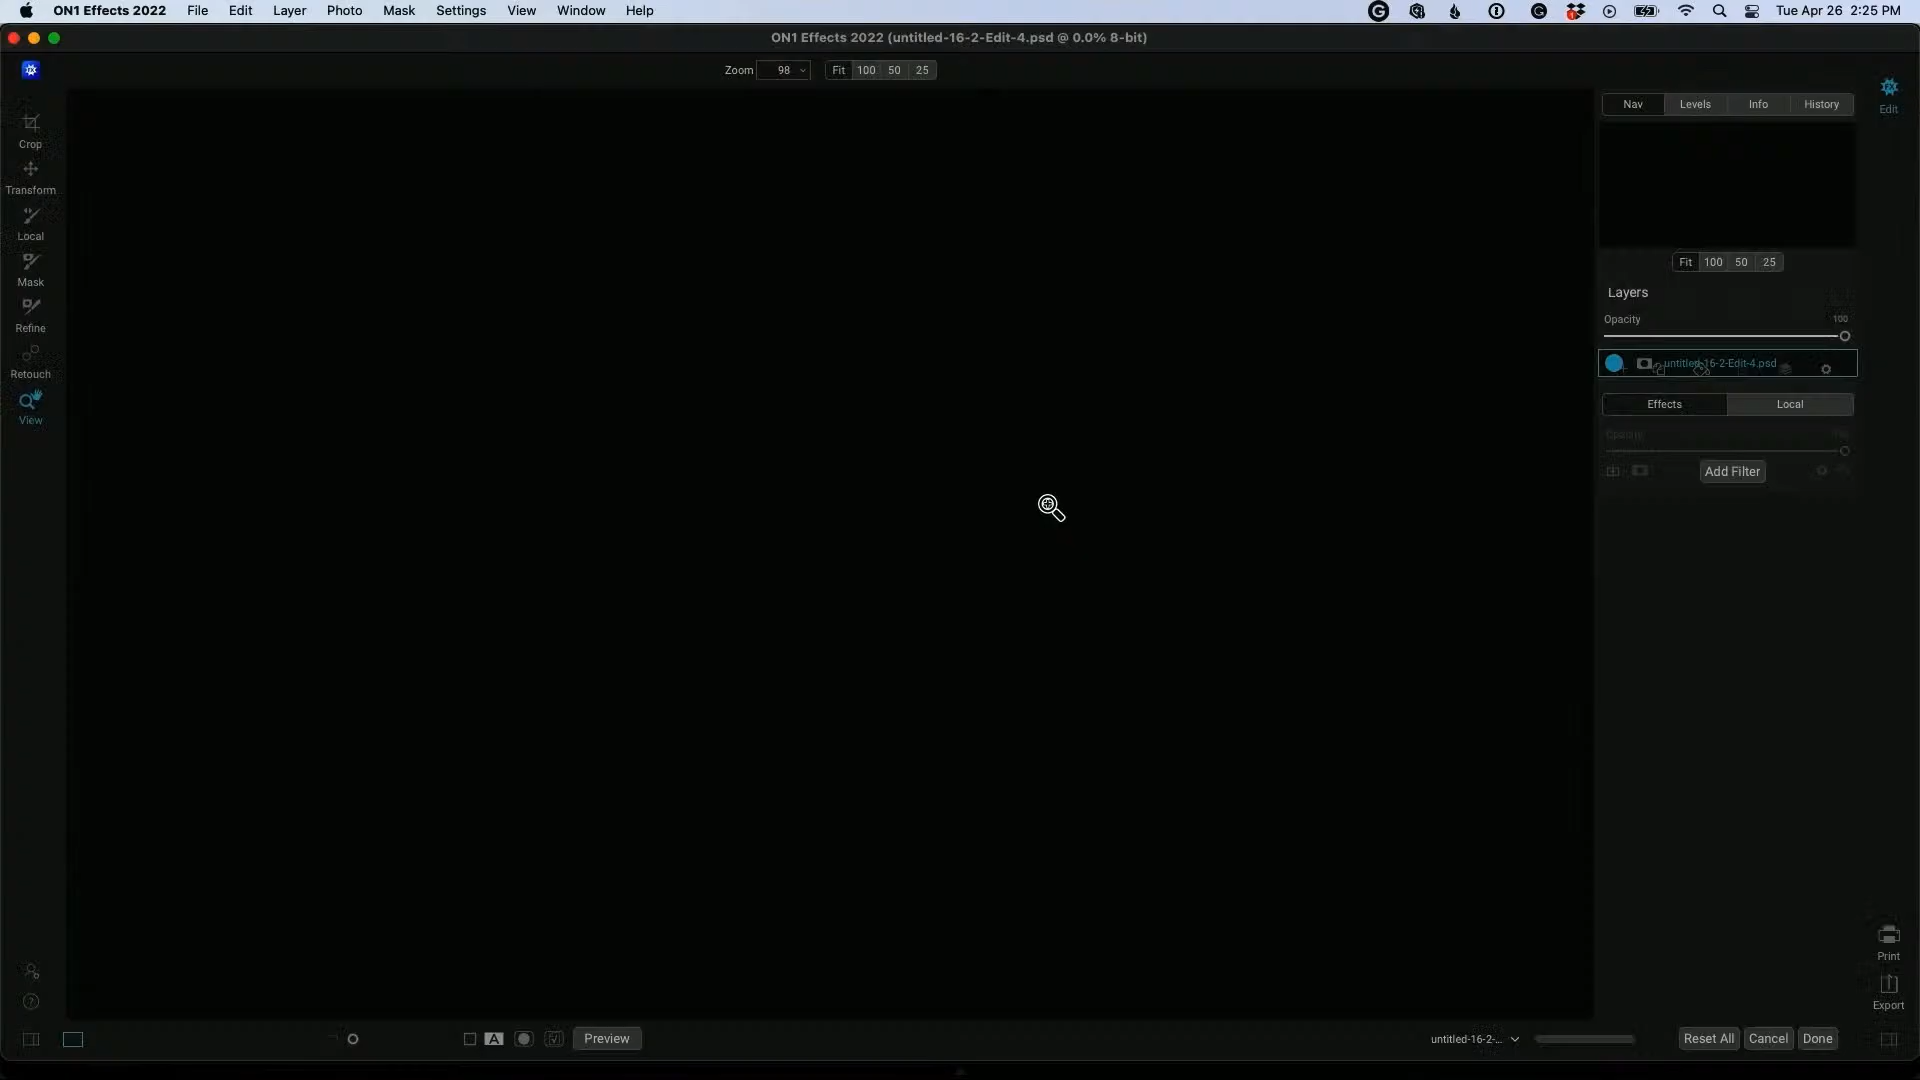 ON1 Effects 2022 File Edit Layer Photo Mask Settings View Window Help Tue Apr 26 2:25 PM
ON1 Effects 2022 (untitled-16-2-Edit-4.psd @ 0.0% 8-bit)
Zoom 98 Fit 100 50 25
Nav Levels Info History
Edit
Crop
Transform
Local
Mask
Refine
Retouch
View
Fit 100 50 25
Layers
Opacity 100
untitled-16-2-Edit-4.psd
Effects Local
Opacity
Add Filter
Print
Export
A Preview untitled-16-2-... Reset All Cancel Done